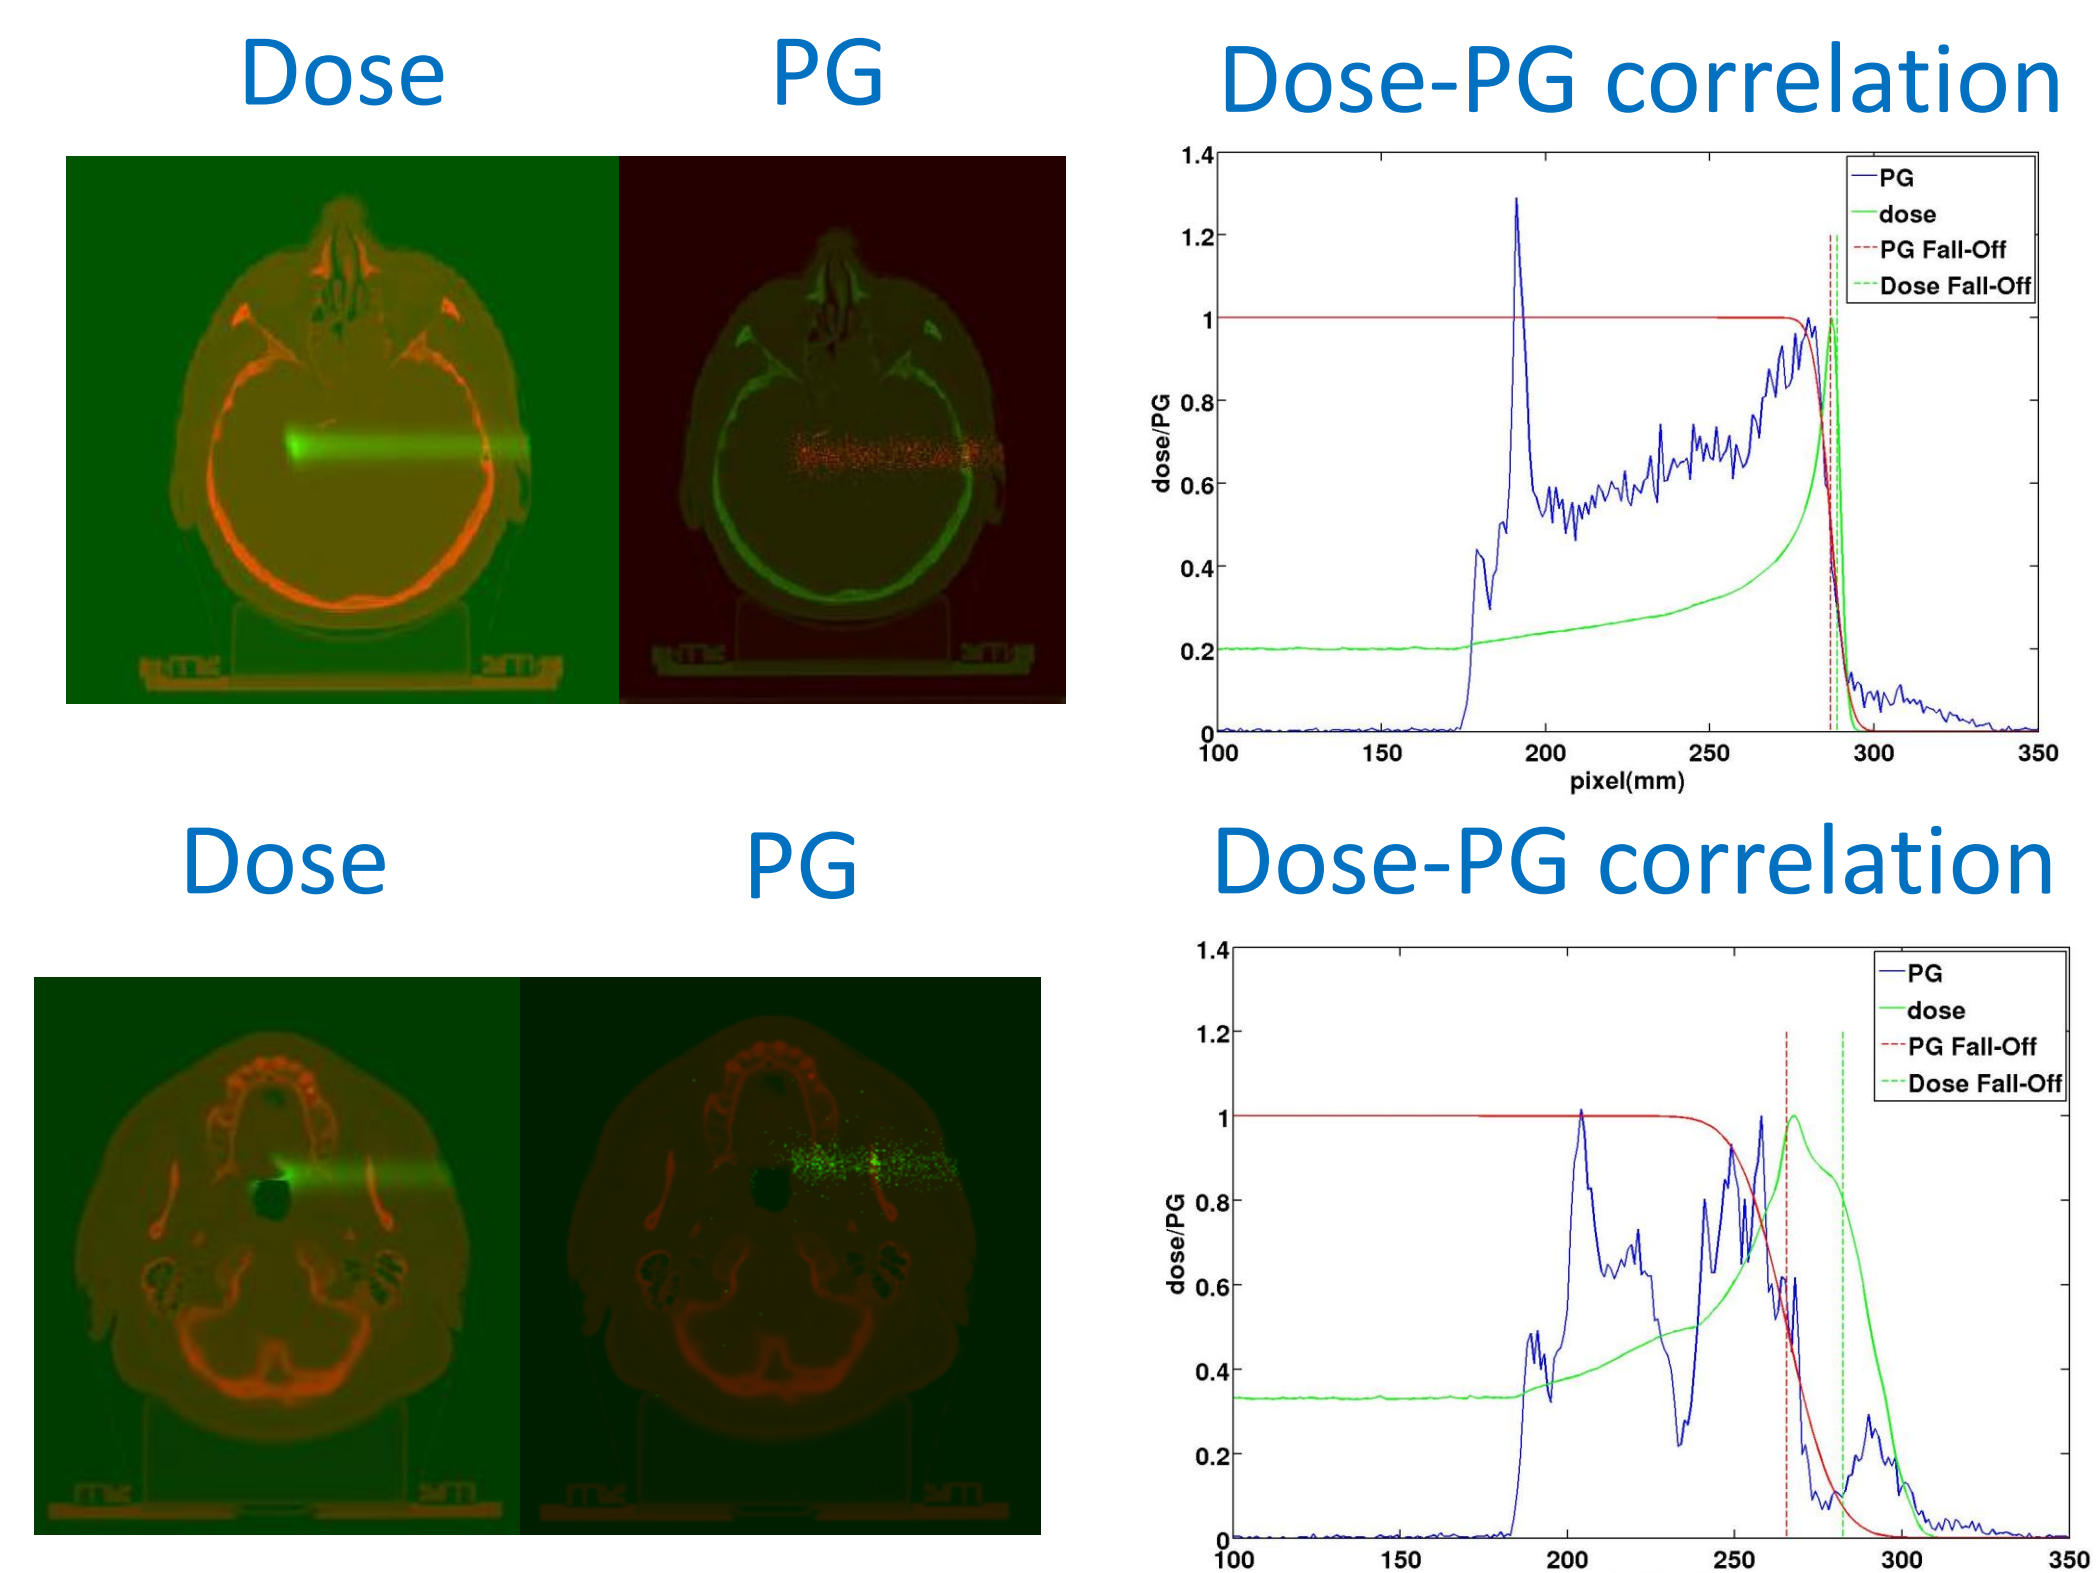 Dose PG Dose-PG correlation
1.4
PG
dose
1.2
PG Fall-Off
Dose Fall-Off
1
dose/PG
0.8
0.6
0.4
0.2
0
100 150 200 250 300 350
pixel(mm)
Dose PG Dose-PG correlation
1.4
PG
dose
1.2
PG Fall-Off
Dose Fall-Off
1
dose/PG
0.8
0.6
0.4
0.2
0
100 150 200 250 300 350